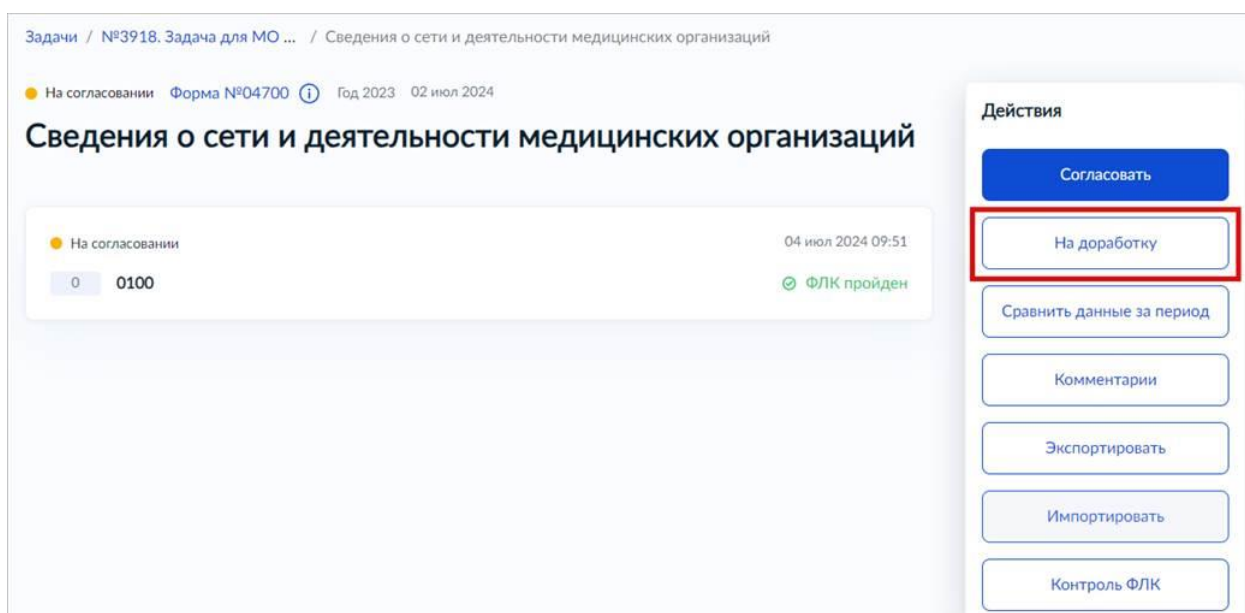 Задачи / №3918. Задача для МО ... / Сведения о сети и деятельности медицинских организаций
На согласовании Форма №04700 i Год 2023 02 июл 2024
Сведения о сети и деятельности медицинских организаций
На согласовании 04 июл 2024 09:51
0 0100 ФЛК пройден
Действия
Согласовать
На доработку
Сравнить данные за период
Комментарии
Экспортировать
Импортировать
Контроль ФЛК